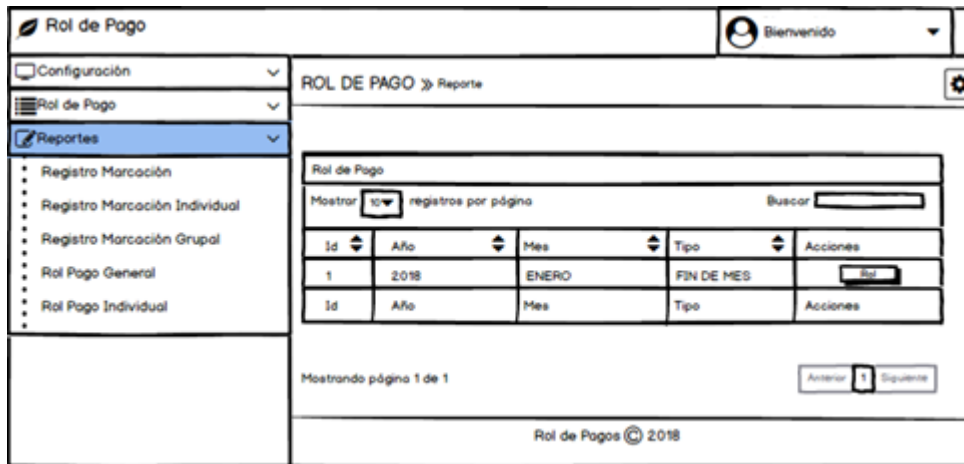 Rol de Pago
Bienvenido
Configuración
Rol de Pago
Reportes
Registro Marcación
Registro Marcación Individual
Registro Marcación Grupal
Rol Pago General
Rol Pago Individual
ROL DE PAGO » Reporte
Rol de Pago
Mostrar 10 registros por página Buscar
Id Año Mes Tipo Acciones
1 2018 ENERO FIN DE MES Rol
Id Año Mes Tipo Acciones
Mostrando página 1 de 1
Anterior 1 Siguiente
Rol de Pagos © 2018